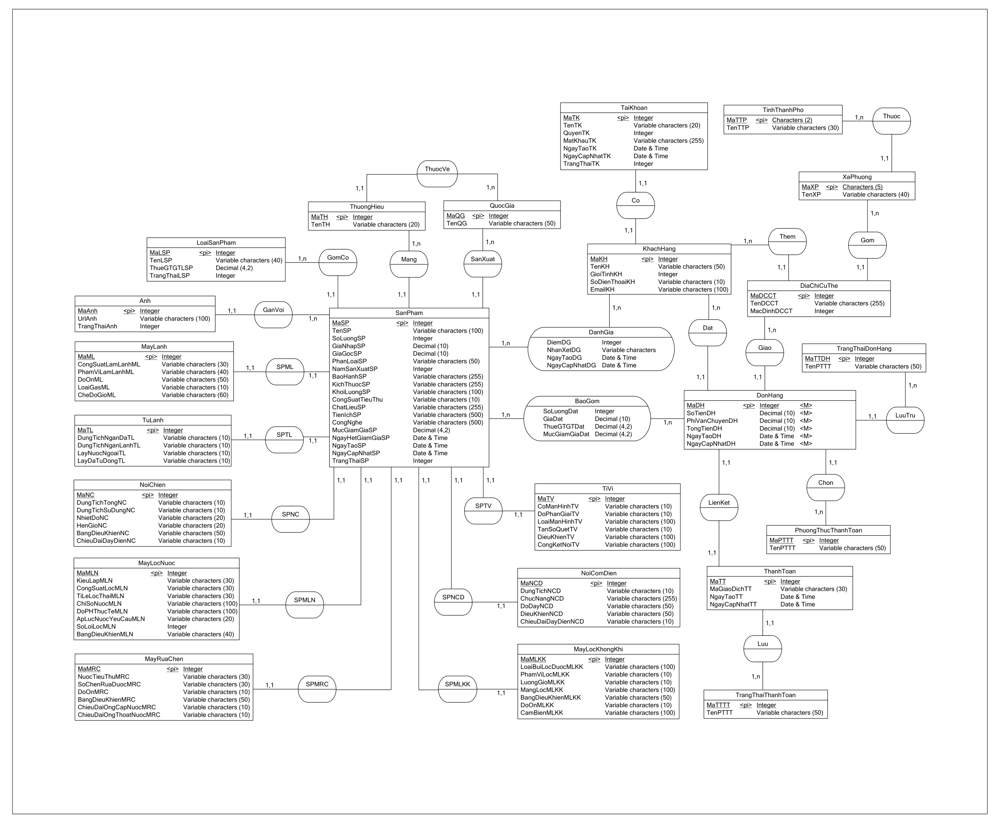 TaiKhoan
MaTK <pi> Integer
TenTK Variable characters (20)
QuyenTK Integer
MatKhauTK Variable characters (255)
NgayTaoTK Date & Time
NgayCapNhatTK Date & Time
TrangThaiTK Integer
TinhThanhPho
MaTTP <pi> Characters (2)
TenTTP Variable characters (30)
1,n
Thuoc
1,1
XaPhuong
MaXP <pi> Characters (5)
TenXP Variable characters (40)
1,n
Gom
1,1
ThuocVe
1,1
1,n
ThuongHieu
MaTH <pi> Integer
TenTH Variable characters (20)
QuocGia
MaQG <pi> Integer
TenQG Variable characters (50)
1,1
Co
1,1
LoaiSanPham
MaLSP <pi> Integer
TenLSP Variable characters (40)
ThueGTGTLSP Decimal (4,2)
TrangThaiLSP Integer
1,n
GomCo
1,1
1,n
Mang
1,1
1,n
SanXuat
1,1
KhachHang
MaKH <pi> Integer
TenKH Variable characters (50)
GioiTinhKH Integer
SoDienThoaiKH Variable characters (10)
EmailKH Variable characters (100)
1,n
Them
1,1
DiaChiCuThe
MaDCCT <pi> Integer
TenDCCT Variable characters (255)
MacDinhDCCT Integer
Anh
MaAnh <pi> Integer
UrlAnh Variable characters (100)
TrangThaiAnh Integer
1,1
GanVoi
1,n
SanPham
MaSP <pi> Integer
TenSP Variable characters (100)
SoLuongSP Integer
GiaNhapSP Decimal (10)
GiaGocSP Decimal (10)
PhanLoaiSP Variable characters (50)
NamSanXuatSP Integer
BaoHanhSP Variable characters (255)
KichThuocSP Variable characters (255)
KhoiLuongSP Variable characters (100)
CongSuatTieuThu Variable characters (10)
ChatLieuSP Variable characters (255)
TienIchSP Variable characters (500)
CongNghe Variable characters (500)
MucGiamGiaSP Decimal (4,2)
NgayHetGiamGiaSP Date & Time
NgayTaoSP Date & Time
NgayCapNhatSP Date & Time
TrangThaiSP Integer
1,n
1,n
DanhGia
DiemDG Integer
NhanXetDG Variable characters
NgayTaoDG Date & Time
NgayCapNhatDG Date & Time
1,n
Dat
1,1
1,n
Giao
1,1
TrangThaiDonHang
MaTTDH <pi> Integer
TenPTTT Variable characters (50)
1,n
LuuTru
1,1
MayLanh
MaML <pi> Integer
CongSuatLamLanhML Variable characters (30)
PhamViLamLanhML Variable characters (40)
DoOnML Variable characters (50)
LoaiGasML Variable characters (10)
CheDoGioML Variable characters (60)
1,1
SPML
1,1
1,n
BaoGom
SoLuongDat Integer
GiaDat Decimal (10)
ThueGTGTDat Decimal (4,2)
MucGiamGiaDat Decimal (4,2)
1,n
DonHang
MaDH <pi> Integer <M>
SoTienDH Decimal (10) <M>
PhiVanChuyenDH Decimal (10) <M>
TongTienDH Decimal (10) <M>
NgayTaoDH Date & Time <M>
NgayCapNhatDH Date & Time <M>
TuLanh
MaTL <pi> Integer
DungTichNganDaTL Variable characters (10)
DungTichNganLanhTL Variable characters (10)
LayNuocNgoaiTL Variable characters (10)
LayDaTuDongTL Variable characters (10)
1,1
SPTL
1,1
1,1
1,1
1,1
1,1
1,1
1,1
NoiChien
MaNC <pi> Integer
DungTichTongNC Variable characters (10)
DungTichSuDungNC Variable characters (10)
NhietDoNC Variable characters (20)
HenGioNC Variable characters (20)
BangDieuKhienNC Variable characters (50)
ChieuDaiDayDienNC Variable characters (10)
1,1
SPNC
SPTV
1,1
TiVi
MaTV <pi> Integer
CoManHinhTV Variable characters (10)
DoPhanGiaiTV Variable characters (10)
LoaiManHinhTV Variable characters (100)
TanSoQuetTV Variable characters (10)
DieuKhienTV Variable characters (100)
CongKetNoiTV Variable characters (100)
1,1
LienKet
1,1
1,1
Chon
1,n
PhuongThucThanhToan
MaPTTT <pi> Integer
TenPTTT Variable characters (50)
MayLocNuoc
MaMLN <pi> Integer
KieuLapMLN Variable characters (30)
CongSuatLocMLN Variable characters (30)
TiLeLocThaiMLN Variable characters (30)
ChiSoNuocMLN Variable characters (100)
DoPHThucTeMLN Variable characters (100)
ApLucNuocYeuCauMLN Variable characters (20)
SoLoiLocMLN Integer
BangDieuKhienMLN Variable characters (40)
1,1
SPMLN
SPNCD
1,1
NoiComDien
MaNCD <pi> Integer
DungTichNCD Variable characters (10)
ChucNangNCD Variable characters (255)
DoDayNCD Variable characters (50)
DieuKhienNCD Variable characters (50)
ChieuDaiDayDienNCD Variable characters (10)
ThanhToan
MaTT <pi> Integer
MaGiaoDichTT Variable characters (30)
NgayTaoTT Date & Time
NgayCapNhatTT Date & Time
1,1
Luu
1,n
MayRuaChen
MaMRC <pi> Integer
NuocTieuThuMRC Variable characters (30)
SoChenRuaDuocMRC Variable characters (30)
DoOnMRC Variable characters (10)
BangDieuKhienMRC Variable characters (50)
ChieuDaiOngCapNuocMRC Variable characters (10)
ChieuDaiOngThoatNuocMRC Variable characters (10)
1,1
SPMRC
SPMLKK
1,1
MayLocKhongKhi
MaMLKK <pi> Integer
LoaiBuiLocDuocMLKK Variable characters (100)
PhamViLocMLKK Variable characters (10)
LuongGioMLKK Variable characters (10)
MangLocMLKK Variable characters (100)
BangDieuKhienMLKK Variable characters (50)
DoOnMLKK Variable characters (10)
CamBienMLKK Variable characters (100)
TrangThaiThanhToan
MaTTTT <pi> Integer
TenPTTT Variable characters (50)